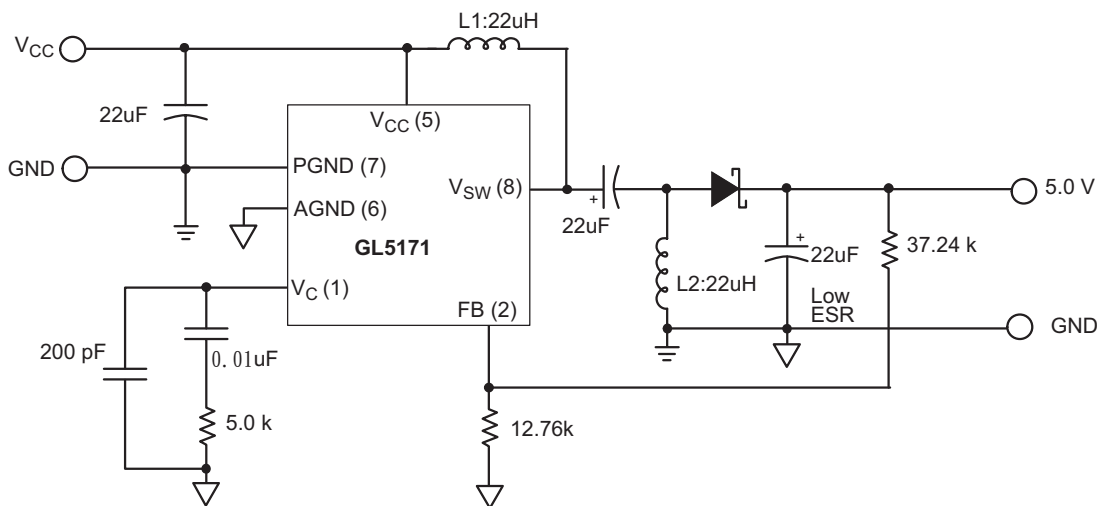 L1:22uH
VCC
22uF
VCC (5)
GND
PGND (7)
VSW (8)
5.0 V
AGND (6)
+
22uF
GL5171
+
22uF
37.24 k
L2:22uH
VC (1)
FB (2)
Low
ESR
GND
200 pF
0.01uF
5.0 k
12.76k